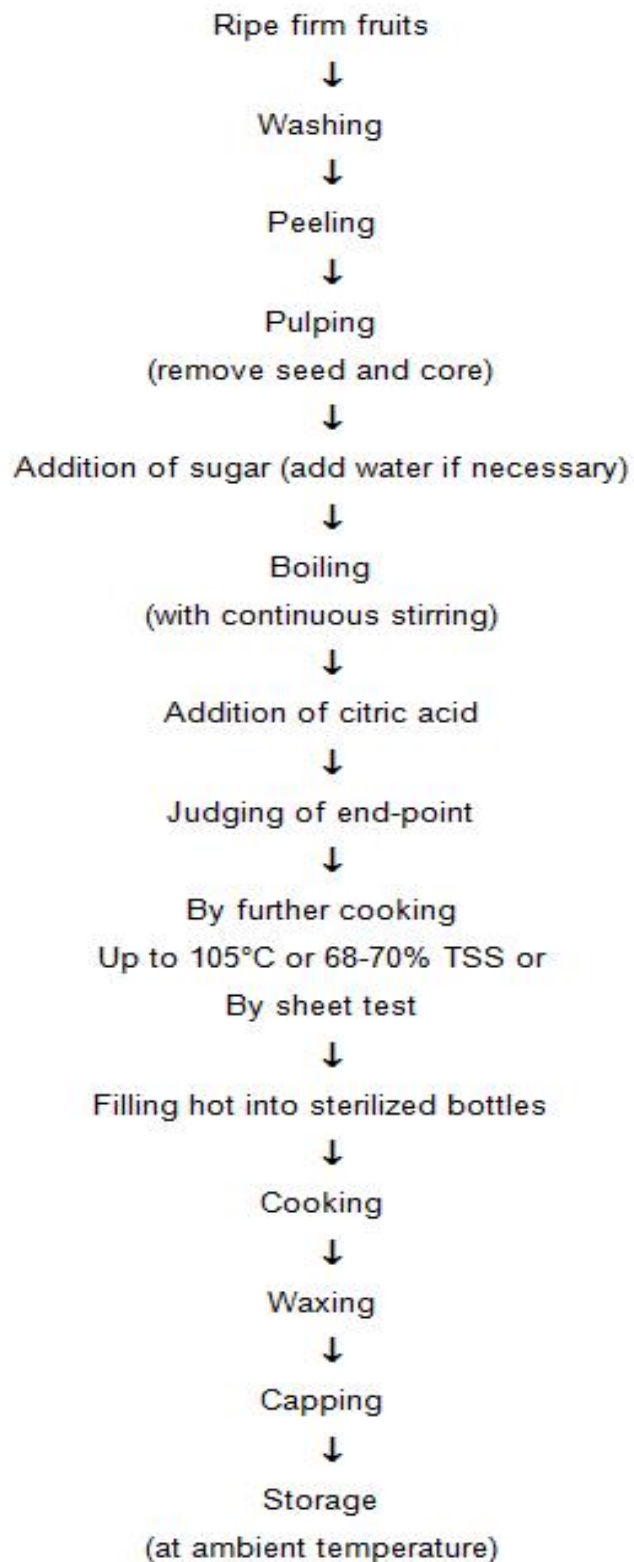 Ripe firm fruits
↓
Washing
↓
Peeling
↓
Pulping
(remove seed and core)
↓
Addition of sugar (add water if necessary)
↓
Boiling
(with continuous stirring)
↓
Addition of citric acid
↓
Judging of end-point
↓
By further cooking
Up to 105°C or 68-70% TSS or
By sheet test
↓
Filling hot into sterilized bottles
↓
Cooking
↓
Waxing
↓
Capping
↓
Storage
(at ambient temperature)